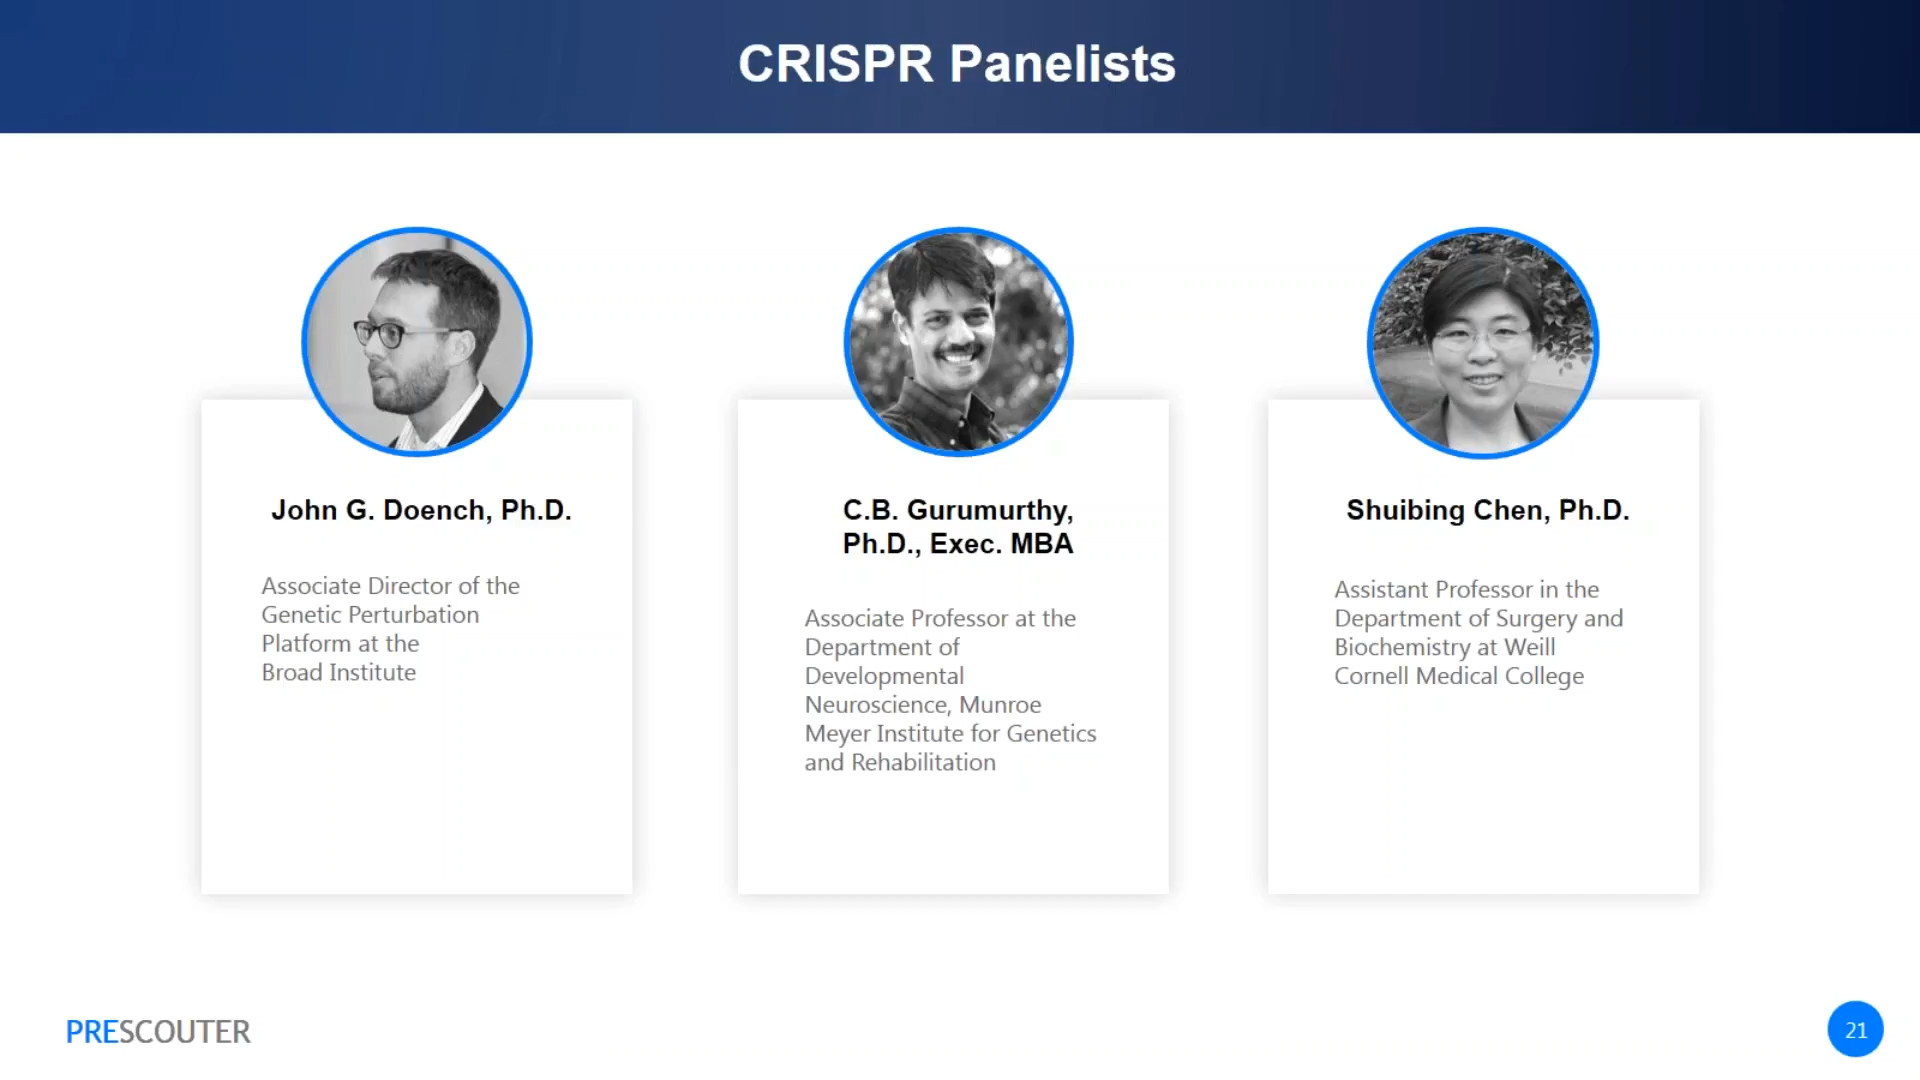 CRISPR Panelists
John G. Doench, Ph.D.
Associate Director of the
Genetic Perturbation
Platform at the
Broad Institute
C.B. Gurumurthy,
Ph.D., Exec. MBA
Associate Professor at the
Department of
Developmental
Neuroscience, Munroe
Meyer Institute for Genetics
and Rehabilitation
Shuibing Chen, Ph.D.
Assistant Professor in the
Department of Surgery and
Biochemistry at Weill
Cornell Medical College
PRESCOUTER
21